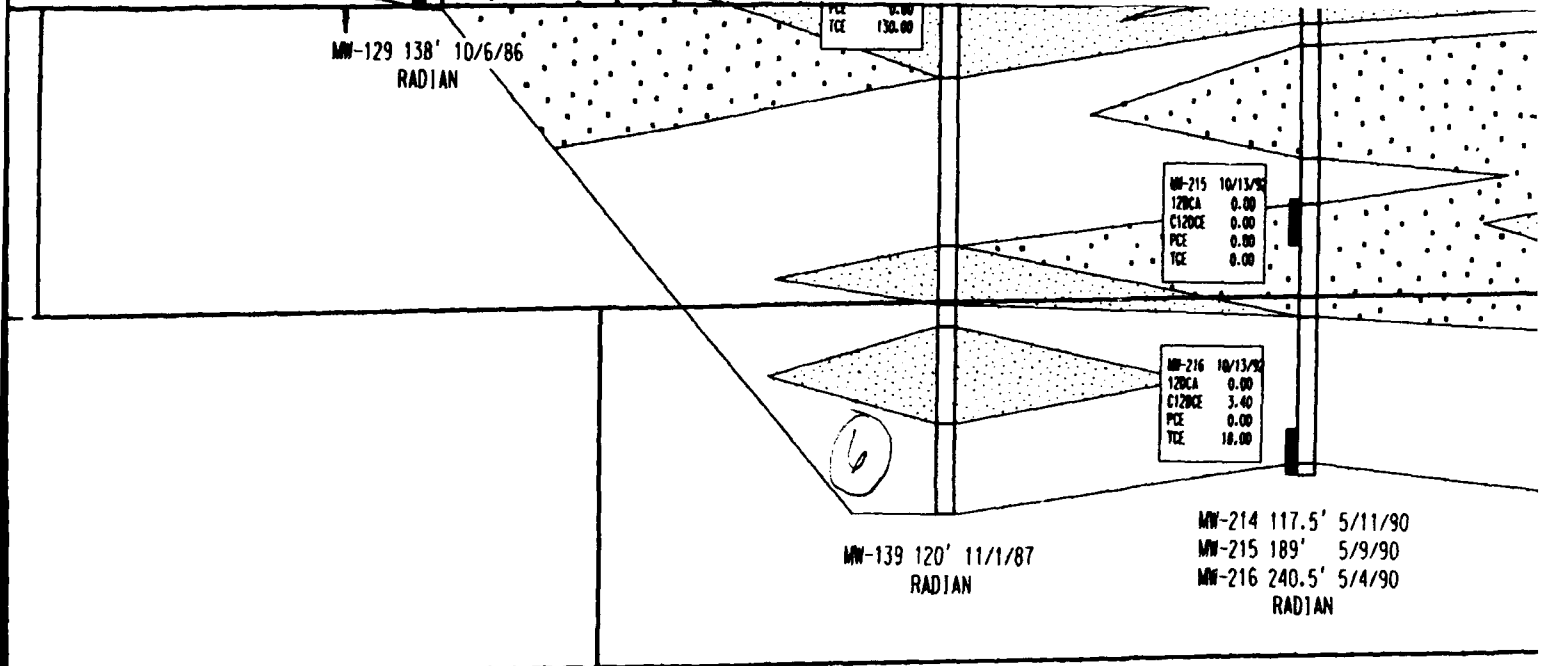 PCE 0.00
TCE 130.00
MW-129 138' 10/6/86
RADIAN
MW-215 10/13/92
12DCA 0.00
C12DCE 0.00
PCE 0.00
TCE 0.00
MW-216 10/13/92
12DCA 0.00
C12DCE 3.40
PCE 0.00
TCE 18.00
6
MW-139 120' 11/1/87
RADIAN
MW-214 117.5' 5/11/90
MW-215 189' 5/9/90
MW-216 240.5' 5/4/90
RADIAN